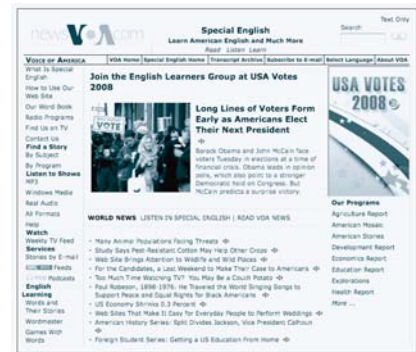 Text Only
newsVOA.com
Special English
Learn American English and Much More
Read Listen Learn
Search
VOICE OF AMERICA
VOA Home | Special English Home | Transcript Archive | Subscribe to E-mail | Select Language | About VOA
What Is Special
English
How to Use Our
Web Site
Our Word Book
Radio Programs
Find Us on TV
Contact Us
Find a Story
By Subject
By Program
Listen to Shows
MP3
Windows Media
Real Audio
All Formats
Help
Watch
Weekly TV Feed
Services
Stories by E-mail
Feeds
Podcasts
English
Learning
Words and
Their Stories
Wordmaster
Games With
Words
Join the English Learners Group at USA Votes
2008
VOTE
Long Lines of Voters Form
Early as Americans Elect
Their Next President
Barack Obama and John McCain face
voters Tuesday in elections at a time of
financial crisis. Obama leads in opinion
polls, which also point to a stronger
Democratic hold on Congress. But
McCain predicts a surprise victory.
WORLD NEWS LISTEN IN SPECIAL ENGLISH | READ VOA NEWS
Many Animal Populations Facing Threats
Study Says Pest-Resistant Cotton May Help Other Crops
Web Site Brings Attention to Wildlife and Wild Places
For the Candidates, a Last Weekend to Make Their Case to Americans
Too Much Time Watching TV? You May Be a Couch Potato
Paul Robeson, 1898-1976: He Traveled the World Singing Songs to
Support Peace and Equal Rights for Black Americans
US Economy Shrinks 0.3 Percent
Web Sites That Make It Easy for Everyday People to Perform Weddings
American History Series: Split Divides Jackson, Vice President Calhoun
Foreign Student Series: Getting a US Education From Home
USA VOTES
2008
Our Programs
Agriculture Report
American Mosaic
American Stories
Development Report
Economics Report
Education Report
Explorations
Health Report
More ...